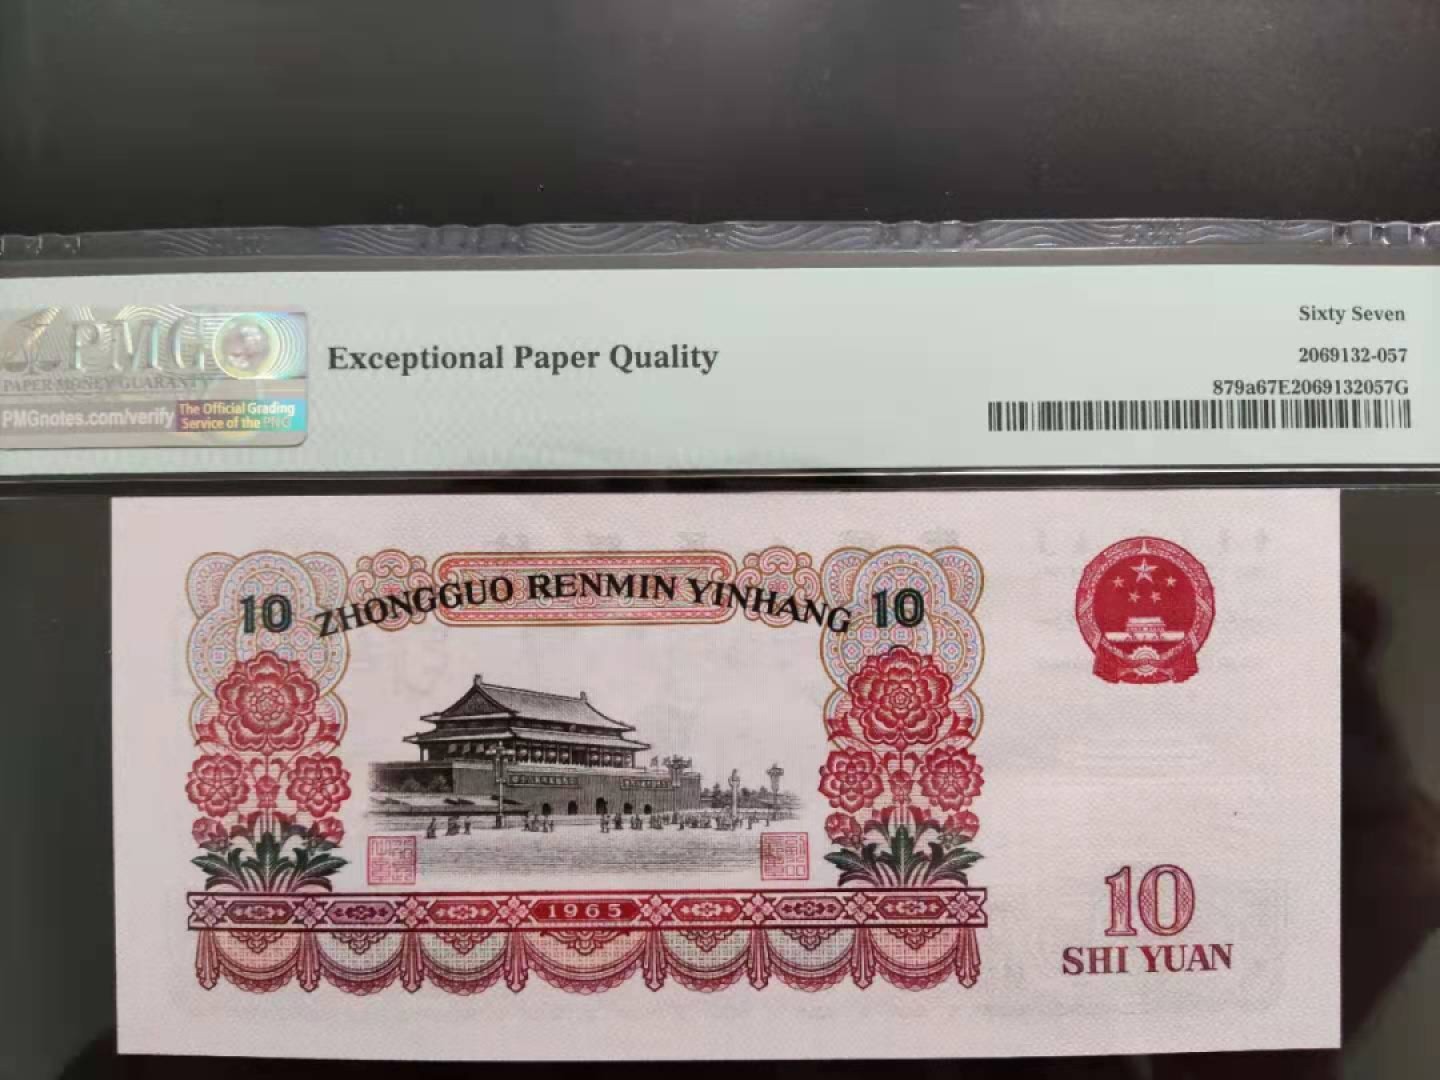 PMG
PAPER MONEY GUARANTY
PMGnotes.com/verify
The Official Grading
Service of the PNG
Exceptional Paper Quality
Sixty Seven
2069132-057
879a67E2069132057G
10 ZHONGGUO RENMIN YINHANG 10
1965
10
SHI YUAN